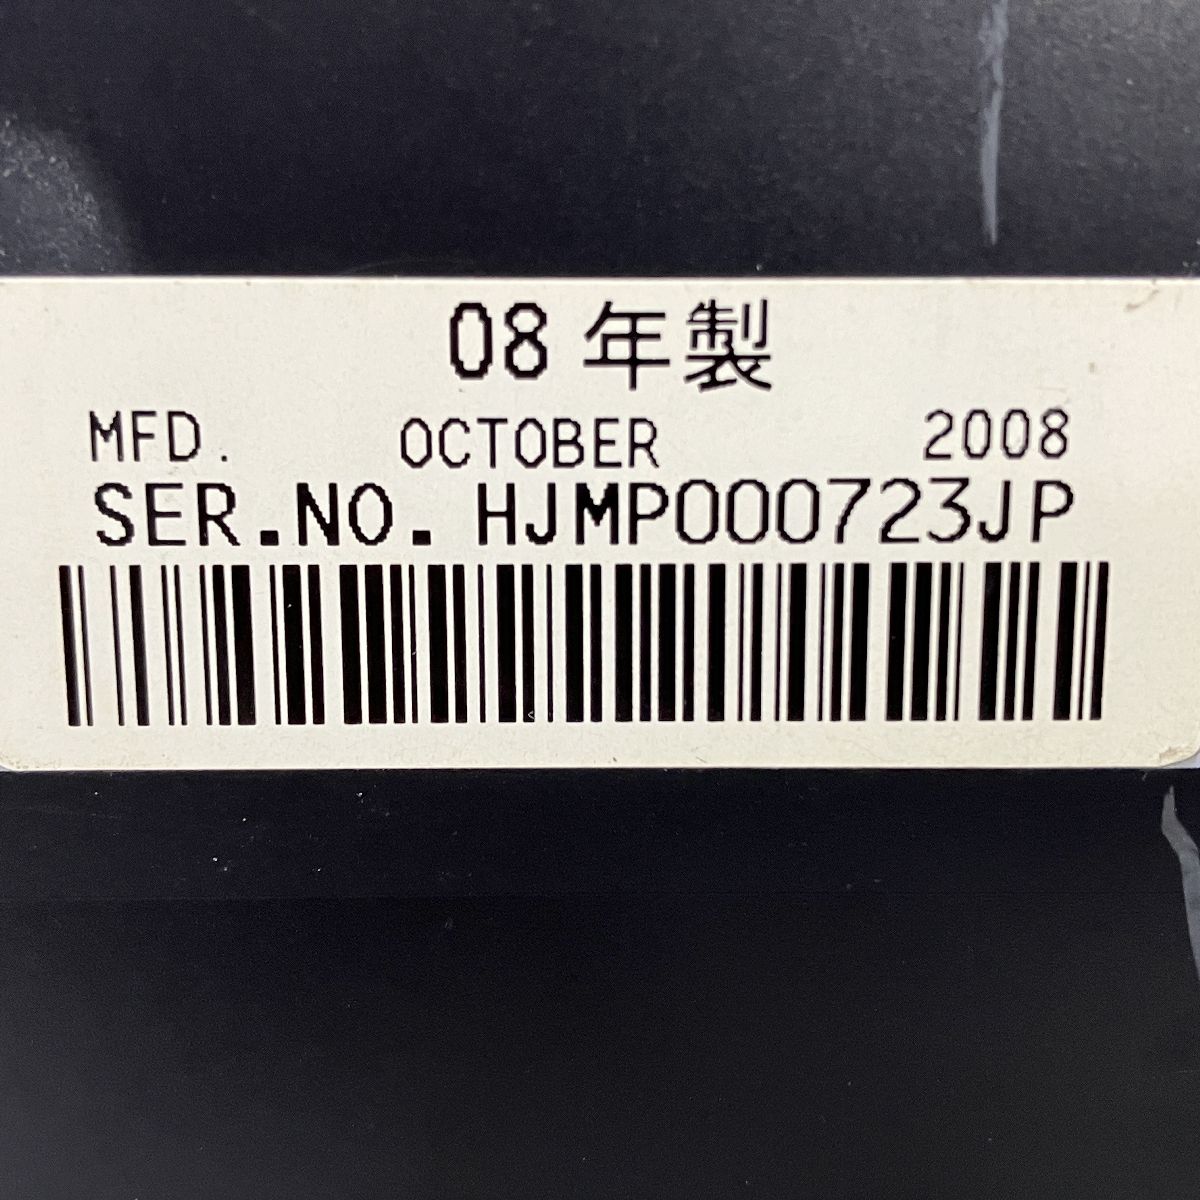 08 年製
MFD. OCTOBER 2008
SER.NO. HJMP000723JP